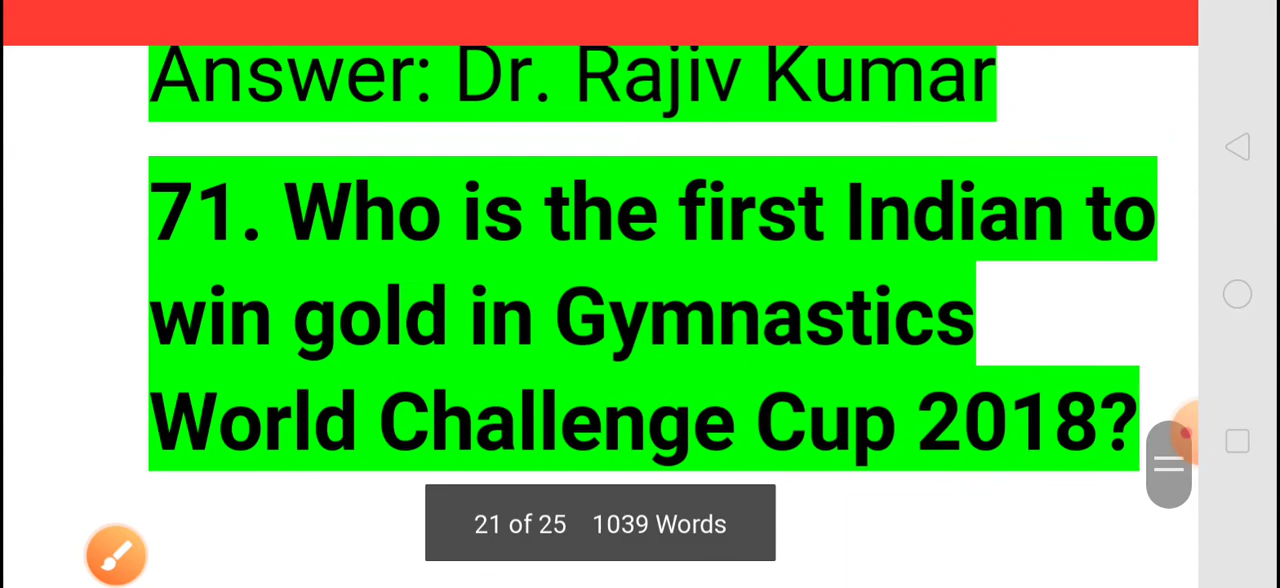 Answer: Dr. Rajiv Kumar
71. Who is the first Indian to
win gold in Gymnastics
World Challenge Cup 2018?
21 of 25 1039 Words